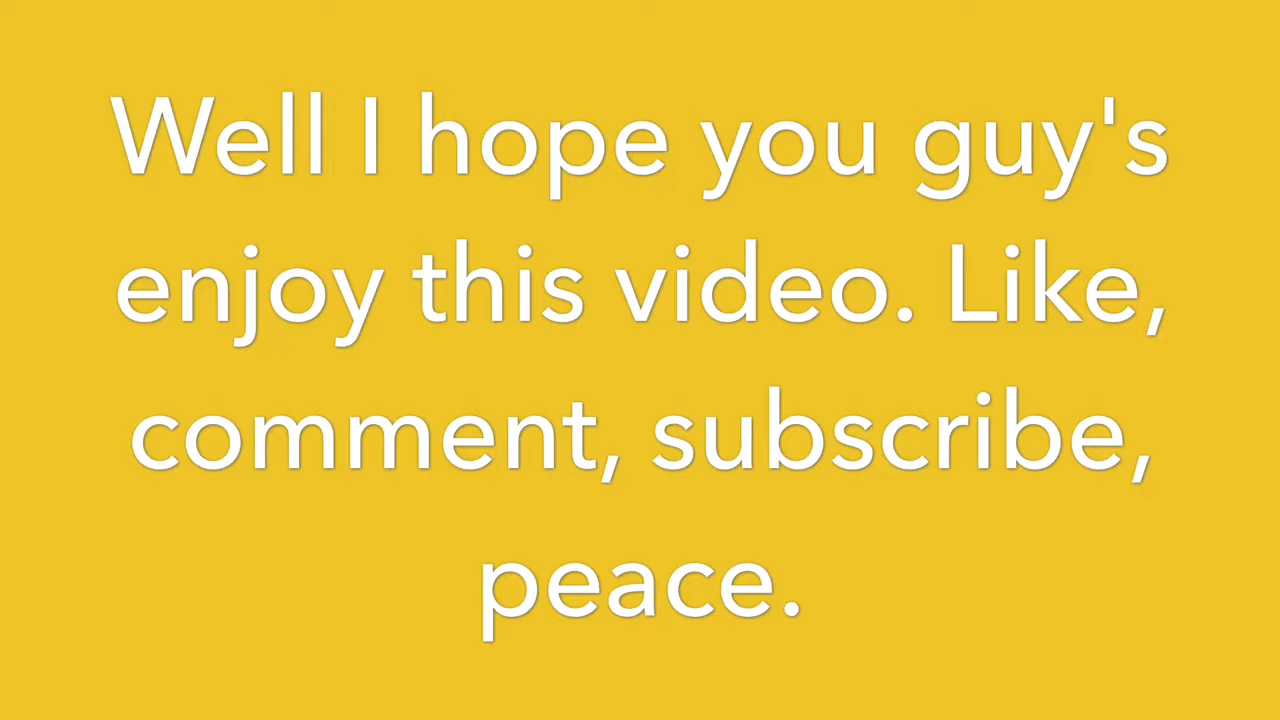 Well I hope you guy's
enjoy this video. Like,
comment, subscribe,
peace.